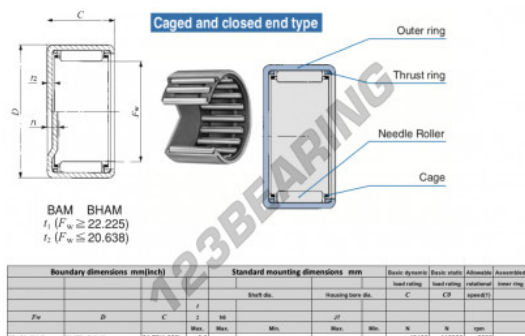 Caged and closed end type
C
Outer ring
Thrust ring
t2
D
Fw
t1
Needle Roller
Cage
BAM BHAM
t1 (Fw ≧ 22.225)
t2 (Fw ≦ 20.638)
123BEARING
Boundary dimensions mm(inch) Standard mounting dimensions mm Basic dynamic Basic static Allowable Assembled
load rating load rating rotational inner ring
Shaft dia. Housing bore dia. C C0 speed(1)
t
Fw D C
Max. Max. Min. Max. Min. N N rpm